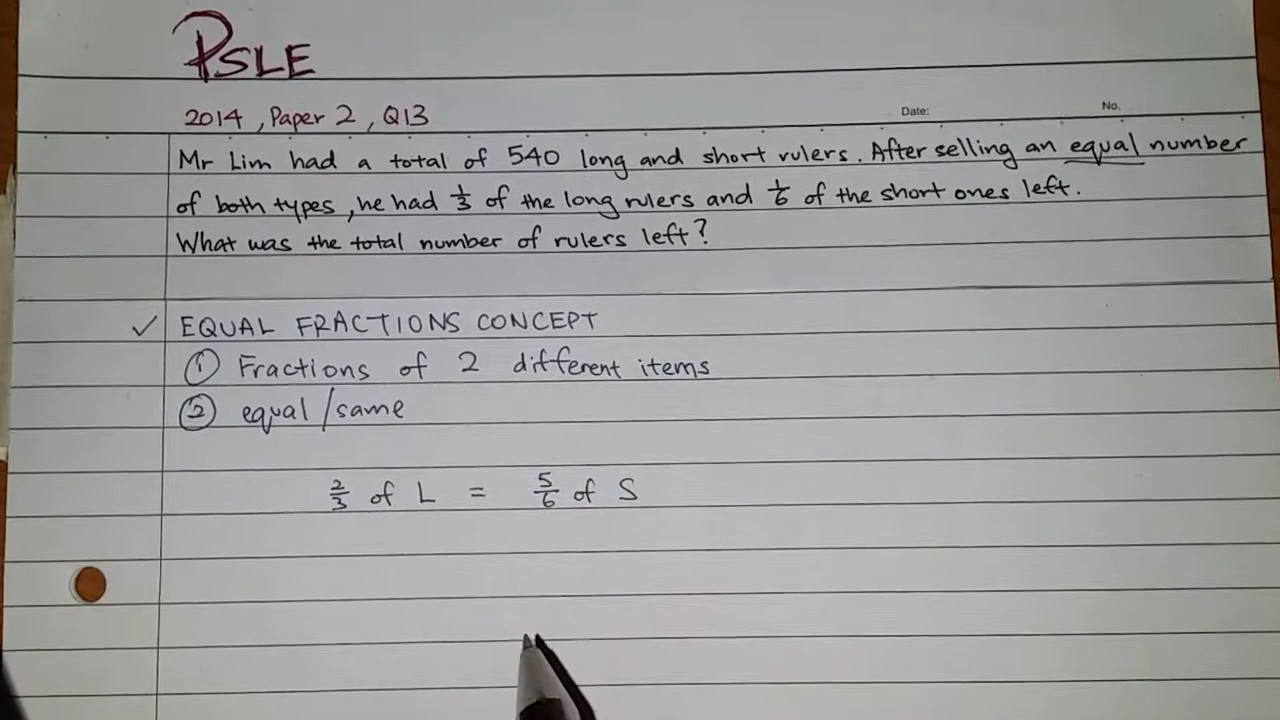 PSLE
2014, Paper 2, Q13
Date:
No.
Mr Lim had a total of 540 long and short rulers. After selling an equal number
of both types, he had 1/3 of the long rulers and 1/6 of the short ones left.
What was the total number of rulers left?
✓ EQUAL FRACTIONS CONCEPT
① Fractions of 2 different items
② equal/same
2/3 of L = 5/6 of S